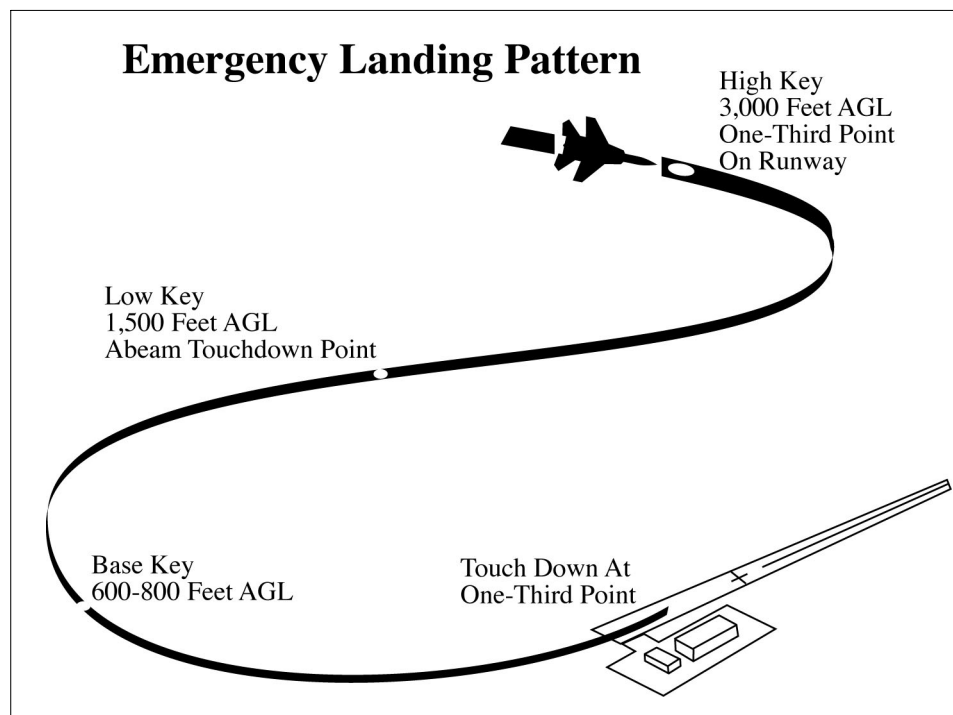 Emergency Landing Pattern
High Key
3,000 Feet AGL
One-Third Point
On Runway
Low Key
1,500 Feet AGL
Abeam Touchdown Point
Base Key
600-800 Feet AGL
Touch Down At
One-Third Point